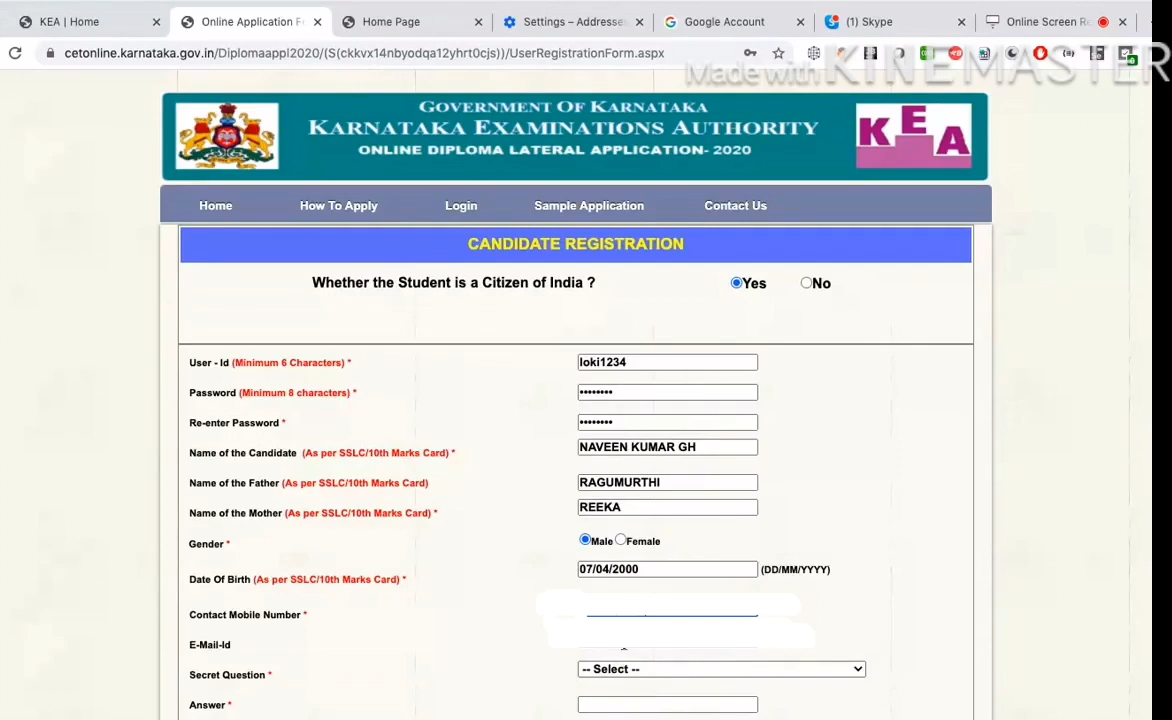 KEA | Home
Online Application F
Home Page
Settings – Addresse
Google Account
(1) Skype
Online Screen Re
cetonline.karnataka.gov.in/Diplomaappl2020/(S(ckkvx14nbyodqa12yhrt0cjs))/UserRegistrationForm.aspx
Made with KINEMASTER
GOVERNMENT OF KARNATAKA
KARNATAKA EXAMINATIONS AUTHORITY
ONLINE DIPLOMA LATERAL APPLICATION- 2020
KEA
Home How To Apply Login Sample Application Contact Us
CANDIDATE REGISTRATION
Whether the Student is a Citizen of India ? Yes No
User - Id (Minimum 6 Characters) * loki1234
Password (Minimum 8 characters) * ••••••••
Re-enter Password * ••••••••
Name of the Candidate (As per SSLC/10th Marks Card) * NAVEEN KUMAR GH
Name of the Father (As per SSLC/10th Marks Card) RAGUMURTHI
Name of the Mother (As per SSLC/10th Marks Card) * REEKA
Gender * Male Female
Date Of Birth (As per SSLC/10th Marks Card) * 07/04/2000 (DD/MM/YYYY)
Contact Mobile Number *
E-Mail-Id
Secret Question * -- Select --
Answer *